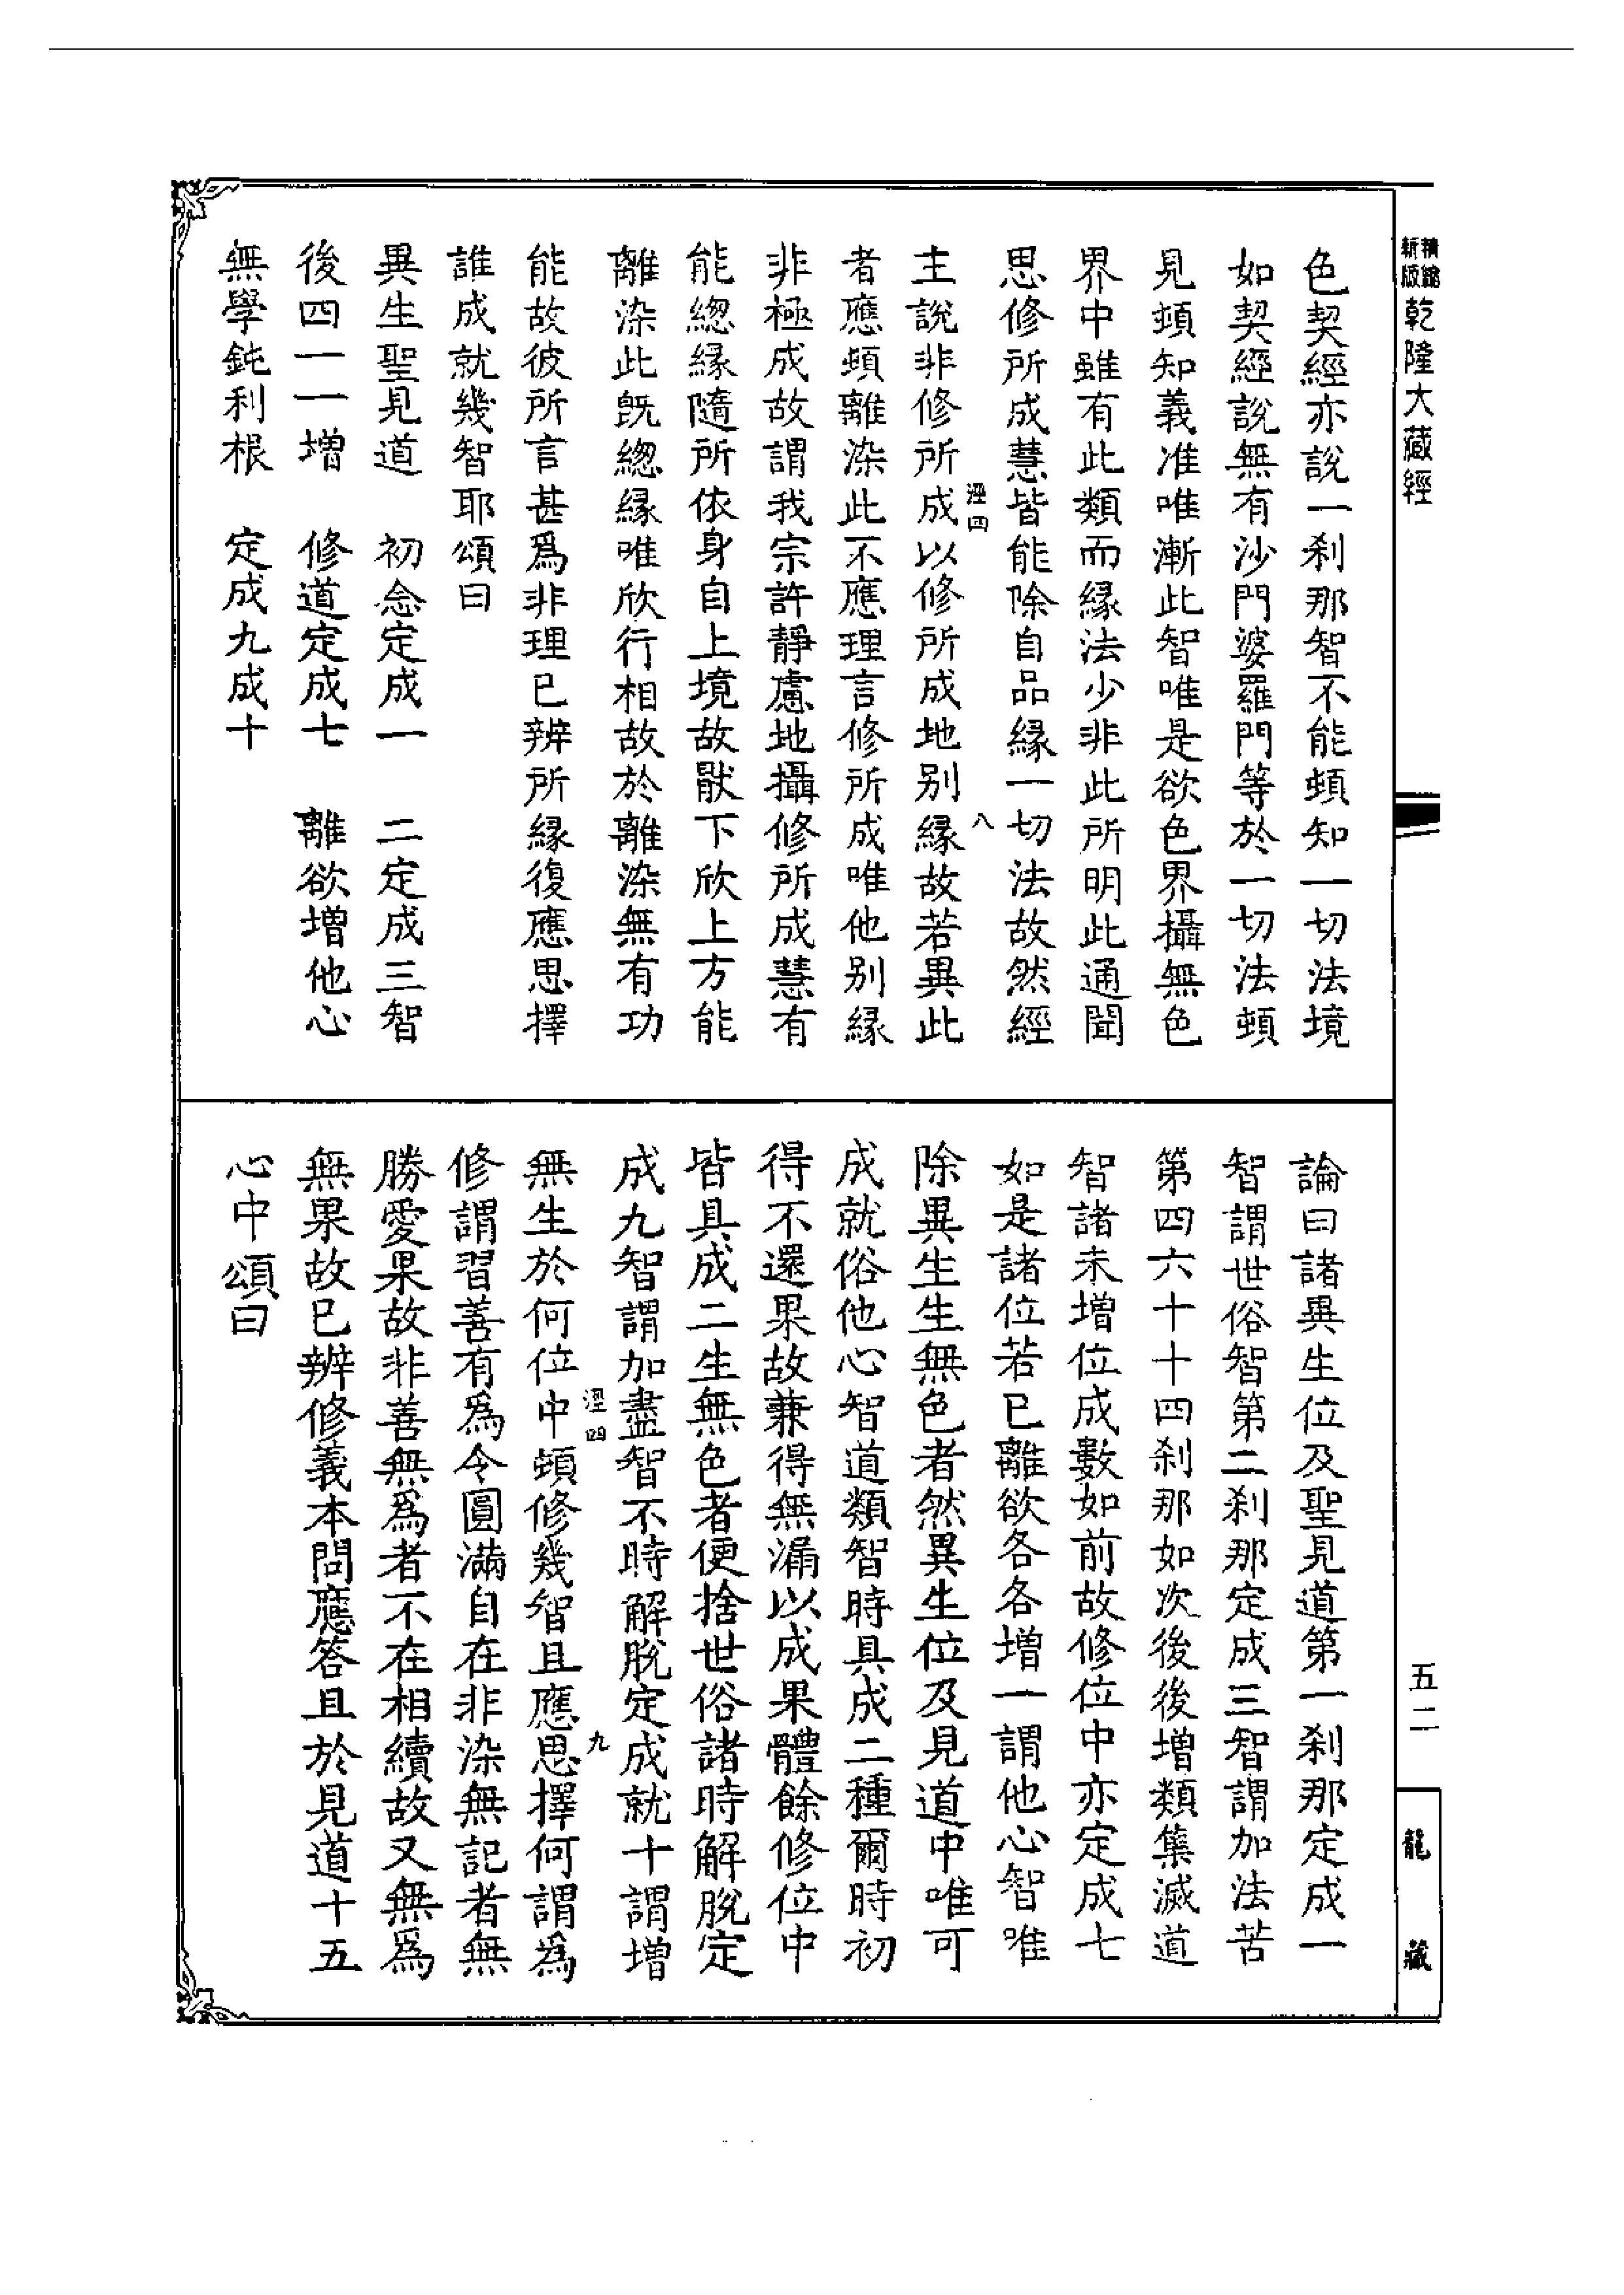 精繪
新版
乾隆大藏經
色契經亦說一剎那智不能頓知一切法境
如契經說無有沙門婆羅門等於一切法頓
見頓知義准唯漸此智唯是欲色界攝無色
界中雖有此類而緣法少非此所明此通聞
思修所成慧皆能除自品緣一切法故然經
主說非修所成以修所成地別緣故若異此
者應頓離染此不應理言修所成唯他別緣
非極成故謂我宗許靜慮地攝修所成慧有
能緫緣隨所依身自上境故猒下欣上方能
離染此旣緫緣唯欣行相故於離染無有功
能故彼所言甚爲非理已辨所緣復應思擇
誰成就幾智耶頌曰
異生聖見道 初念定成一 二定成三智
後四一一增 修道定成七 離欲增他心
無學鈍利根 定成九成十
四
八
論曰諸異生位及聖見道第一剎那定成一
智謂世俗智第二剎那定成三智謂加法苦
第四六十十四剎那如次後後增類集滅道
智諸未增位成數如前故修位中亦定成七
如是諸位若已離欲各各增一謂他心智唯
除異生生無色者然異生位及見道中唯可
成就俗他心智道類智時具成二種爾時初
得不還果故兼得無漏以成果體餘修位中
皆具成二生無色者便捨世俗諸時解脫定
成九智謂加盡智不時解脫定成就十謂增
無生於何位中頓修幾智且應思擇何謂為
修謂習善有爲令圓滿自在非染無記者無
勝愛果故非善無爲者不在相續故又無爲
無果故已辨修義本問應答且於見道十五
心中頌曰
四
九
五二
龍藏